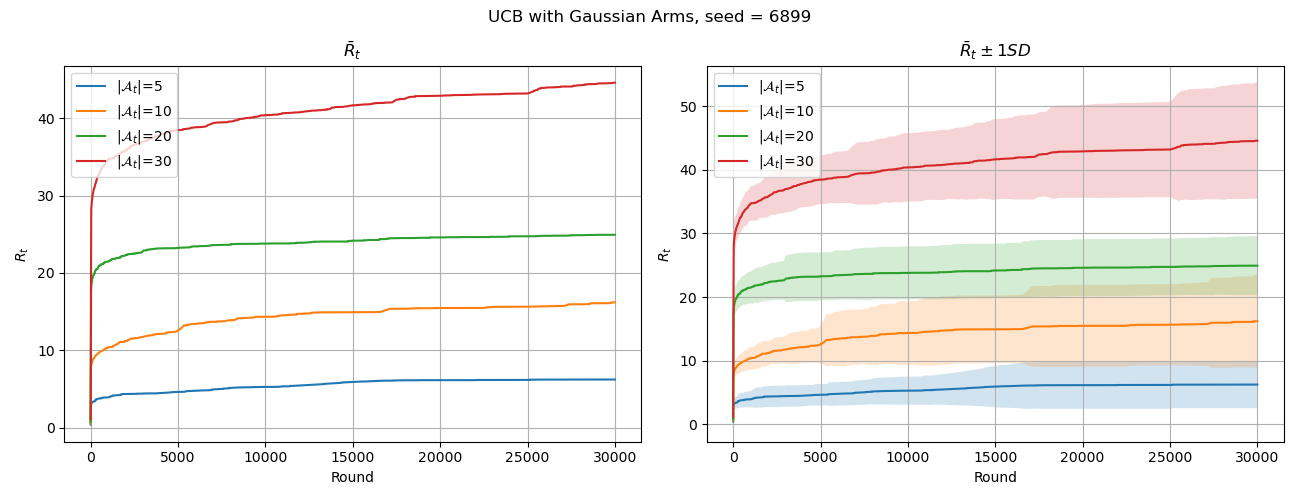 UCB with Gaussian Arms, seed = 6899
R̄ₜ
|𝒜ₜ|=5
|𝒜ₜ|=10
|𝒜ₜ|=20
|𝒜ₜ|=30
40
30
20
10
0
Rₜ
0 5000 10000 15000 20000 25000 30000
Round
R̄ₜ ± 1SD
|𝒜ₜ|=5
|𝒜ₜ|=10
|𝒜ₜ|=20
|𝒜ₜ|=30
50
40
30
20
10
0
Rₜ
0 5000 10000 15000 20000 25000 30000
Round